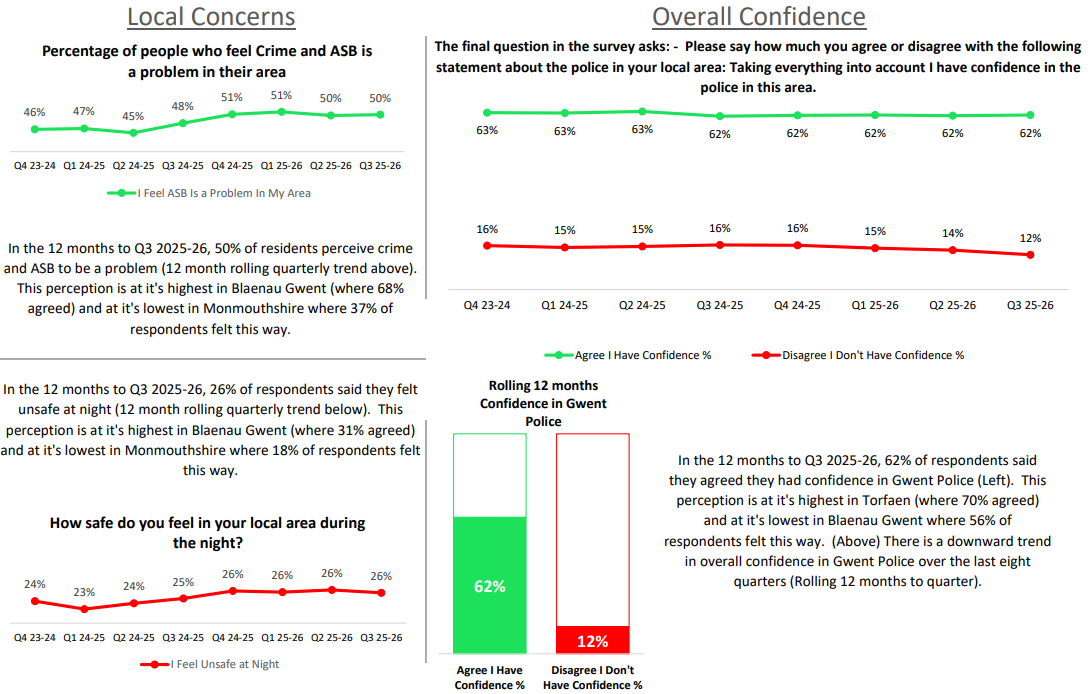 Local Concerns
Percentage of people who feel Crime and ASB is
a problem in their area
46% 47% 45% 48% 51% 51% 50% 50%
Q4 23-24 Q1 24-25 Q2 24-25 Q3 24-25 Q4 24-25 Q1 25-26 Q2 25-26 Q3 25-26
I Feel ASB Is a Problem In My Area
In the 12 months to Q3 2025-26, 50% of residents perceive crime
and ASB to be a problem (12 month rolling quarterly trend above).
This perception is at it's highest in Blaenau Gwent (where 68%
agreed) and at it's lowest in Monmouthshire where 37% of
respondents felt this way.
In the 12 months to Q3 2025-26, 26% of respondents said they felt
unsafe at night (12 month rolling quarterly trend below). This
perception is at it's highest in Blaenau Gwent (where 31% agreed)
and at it's lowest in Monmouthshire where 18% of respondents felt
this way.
How safe do you feel in your local area during
the night?
24% 23% 24% 25% 26% 26% 26% 26%
Q4 23-24 Q1 24-25 Q2 24-25 Q3 24-25 Q4 24-25 Q1 25-26 Q2 25-26 Q3 25-26
I Feel Unsafe at Night
Overall Confidence
The final question in the survey asks: - Please say how much you agree or disagree with the following
statement about the police in your local area: Taking everything into account I have confidence in the
police in this area.
63% 63% 63% 62% 62% 62% 62% 62%
16% 15% 15% 16% 16% 15% 14% 12%
Q4 23-24 Q1 24-25 Q2 24-25 Q3 24-25 Q4 24-25 Q1 25-26 Q2 25-26 Q3 25-26
Agree I Have Confidence % Disagree I Don't Have Confidence %
Rolling 12 months
Confidence in Gwent
Police
62%
12%
Agree I Have Disagree I Don't
Confidence % Have Confidence %
In the 12 months to Q3 2025-26, 62% of respondents said
they agreed they had confidence in Gwent Police (Left). This
perception is at it's highest in Torfaen (where 70% agreed)
and at it's lowest in Blaenau Gwent where 56% of
respondents felt this way. (Above) There is a downward trend
in overall confidence in Gwent Police over the last eight
quarters (Rolling 12 months to quarter).